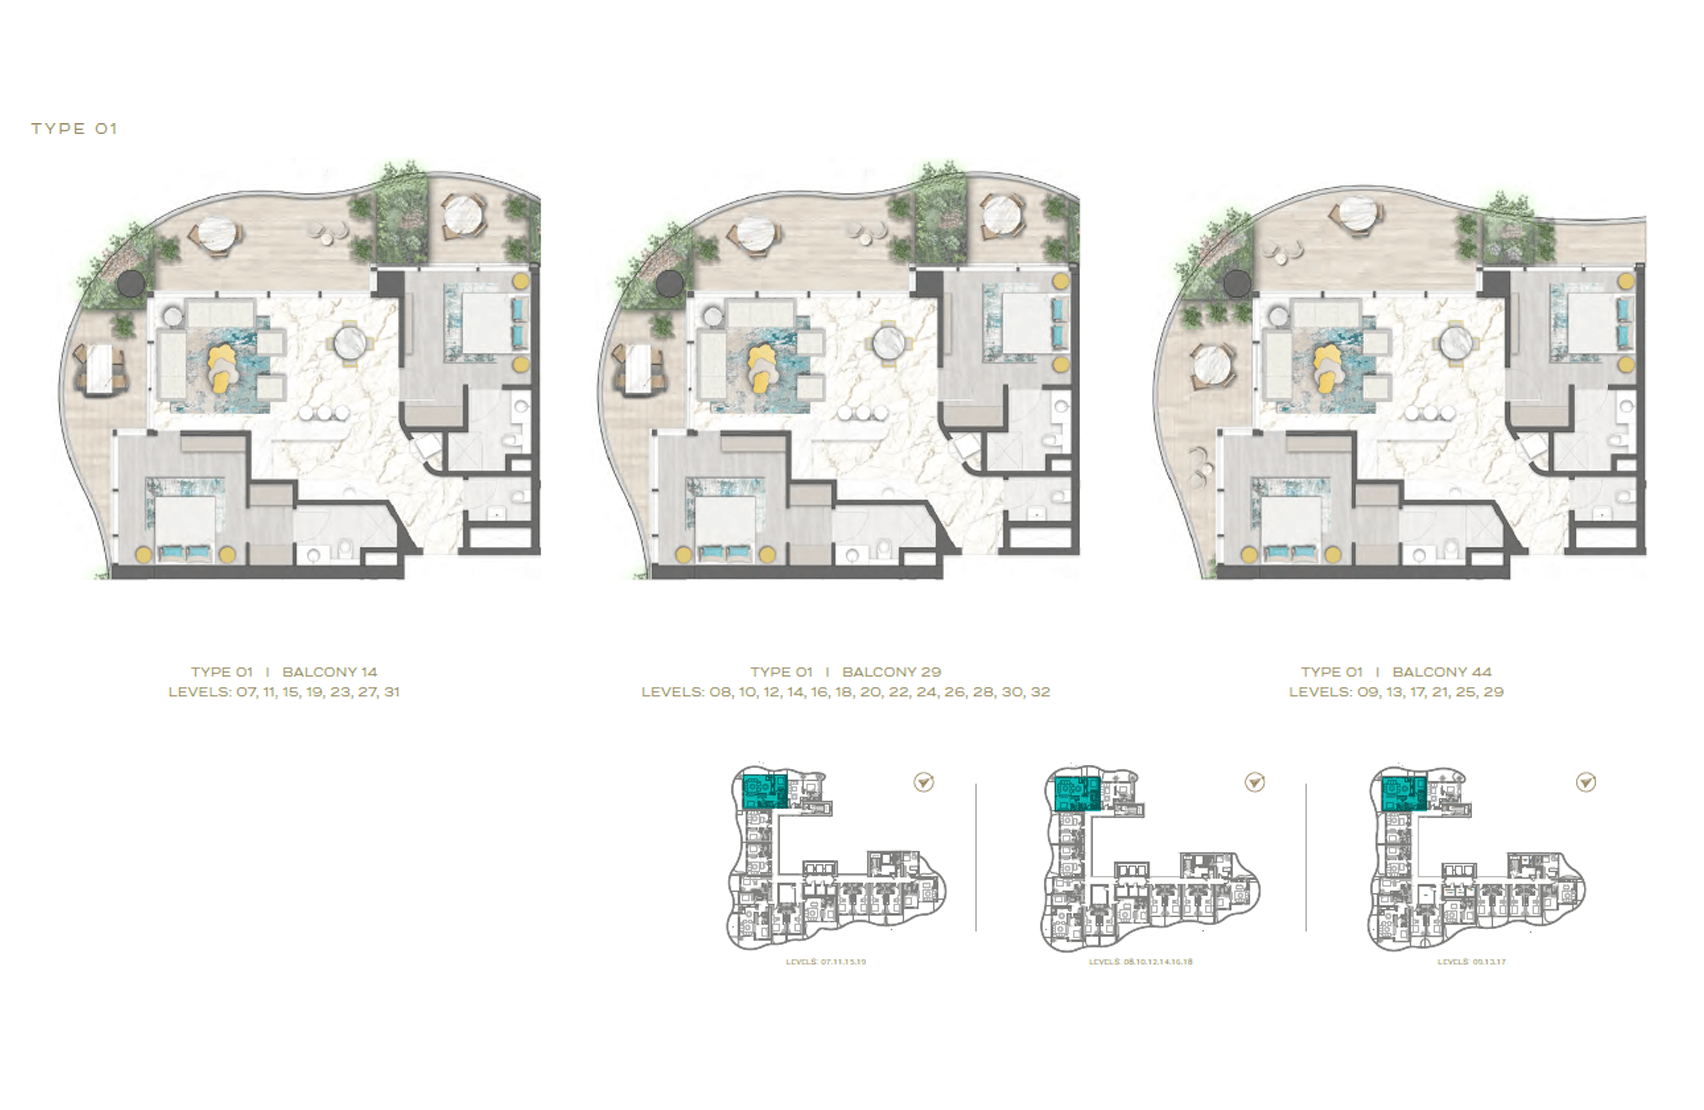 TYPE 01
TYPE 01 | BALCONY 14
LEVELS: 07, 11, 15, 19, 23, 27, 31
TYPE 01 | BALCONY 29
LEVELS: 08, 10, 12, 14, 16, 18, 20, 22, 24, 26, 28, 30, 32
TYPE 01 | BALCONY 44
LEVELS: 09, 13, 17, 21, 25, 29
LEVELS: 07.11.15.19
LEVELS: 08.10.12.14.16.18
LEVELS: 09.13.17